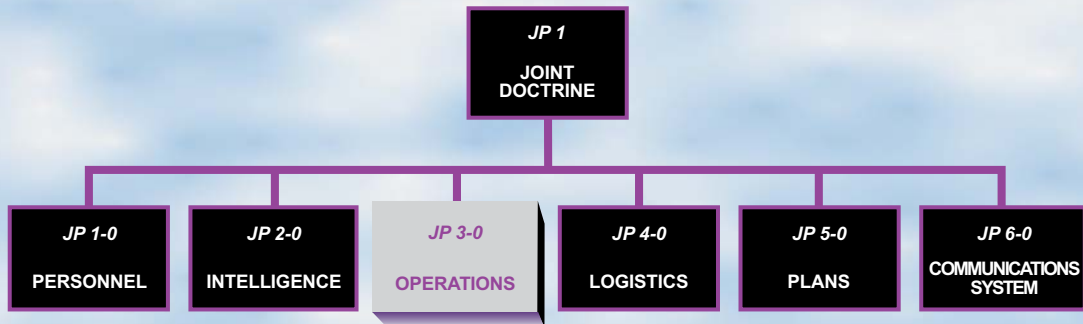 JP 1
JOINT
DOCTRINE
JP 1-0
PERSONNEL
JP 2-0
INTELLIGENCE
JP 3-0
OPERATIONS
JP 4-0
LOGISTICS
JP 5-0
PLANS
JP 6-0
COMMUNICATIONS
SYSTEM